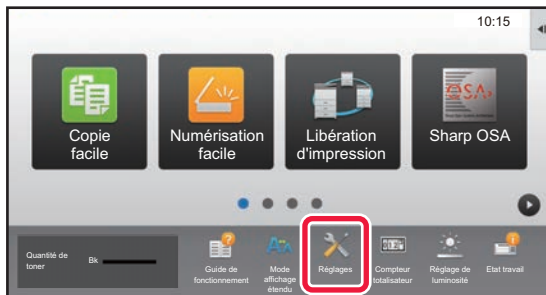 10:15
Copie
facile
Numérisation
facile
Libération
d'impression
Sharp OSA
Quantité de
toner
Bk
Guide de
fonctionnement
Mode
affichage
étendu
Réglages
Compteur
totalisateur
Réglage de
luminosité
Etat travail